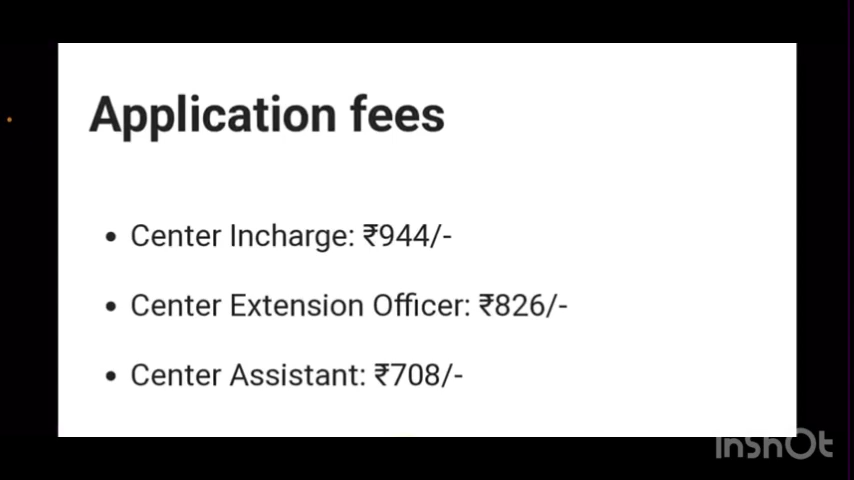 Application fees
• Center Incharge: ₹944/-
• Center Extension Officer: ₹826/-
• Center Assistant: ₹708/-
InShOt